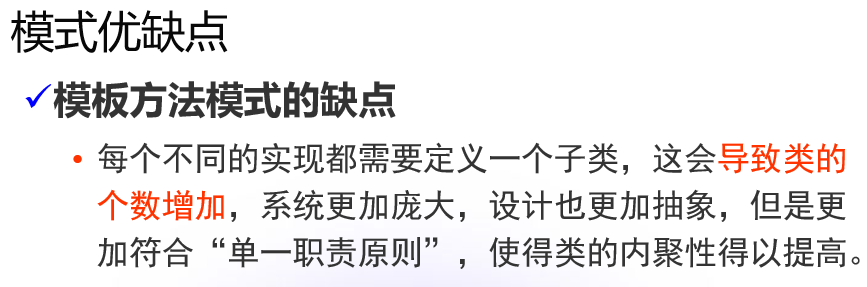 模式优缺点
✓模板方法模式的缺点
• 每个不同的实现都需要定义一个子类，这会导致类的
个数增加，系统更加庞大，设计也更加抽象，但是更
加符合“单一职责原则”，使得类的内聚性得以提高。